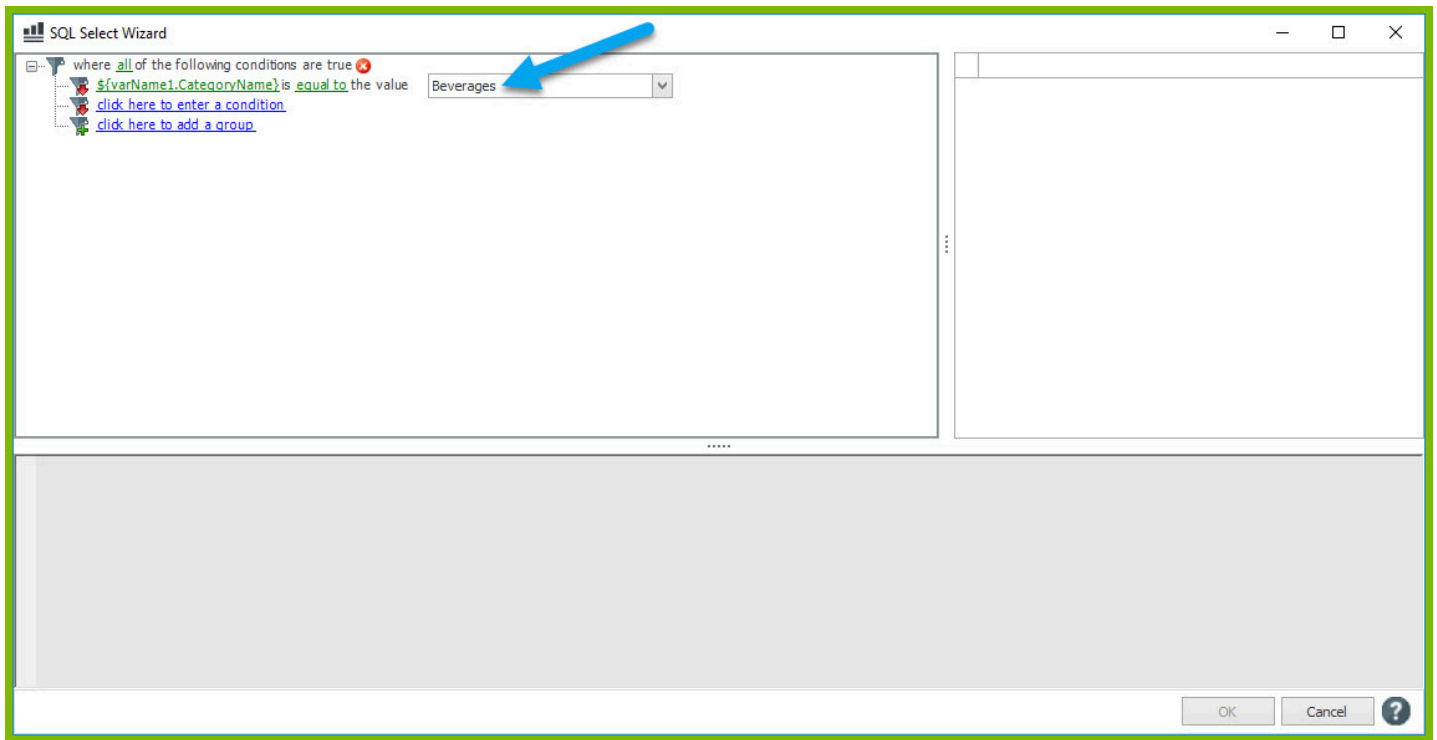 SQL Select Wizard
where all of the following conditions are true
${varName1.CategoryName} is equal to the value Beverages
click here to enter a condition
click here to add a group
OK Cancel ?